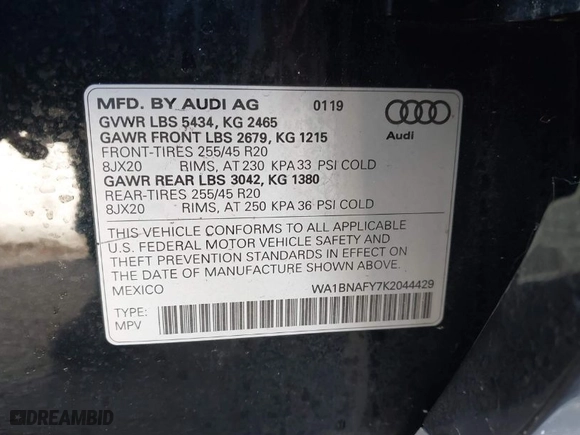 MFD. BY AUDI AG 0119
GVWR LBS 5434, KG 2465
GAWR FRONT LBS 2679, KG 1215
FRONT-TIRES 255/45 R20
8JX20 RIMS, AT 230 KPA 33 PSI COLD
GAWR REAR LBS 3042, KG 1380
REAR-TIRES 255/45 R20
8JX20 RIMS, AT 250 KPA 36 PSI COLD
Audi
THIS VEHICLE CONFORMS TO ALL APPLICABLE
U.S. FEDERAL MOTOR VEHICLE SAFETY AND
THEFT PREVENTION STANDARDS IN EFFECT ON
THE DATE OF MANUFACTURE SHOWN ABOVE.
MEXICO WA1BNAFY7K2044429
TYPE:
MPV
DREAMBID